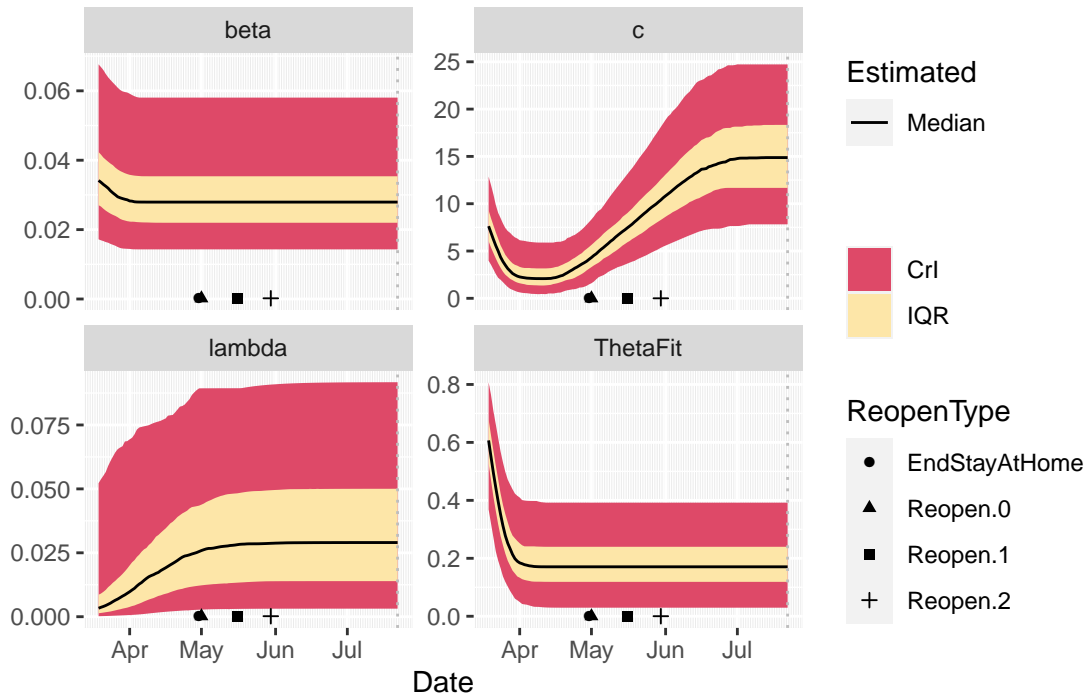 beta
c
0.06
0.04
0.02
0.00
25
20
15
10
5
0
lambda
ThetaFit
0.075
0.050
0.025
0.000
0.8
0.6
0.4
0.2
0.0
Apr May Jun Jul
Apr May Jun Jul
Date
Estimated
Median
CrI
IQR
ReopenType
EndStayAtHome
Reopen.0
Reopen.1
Reopen.2